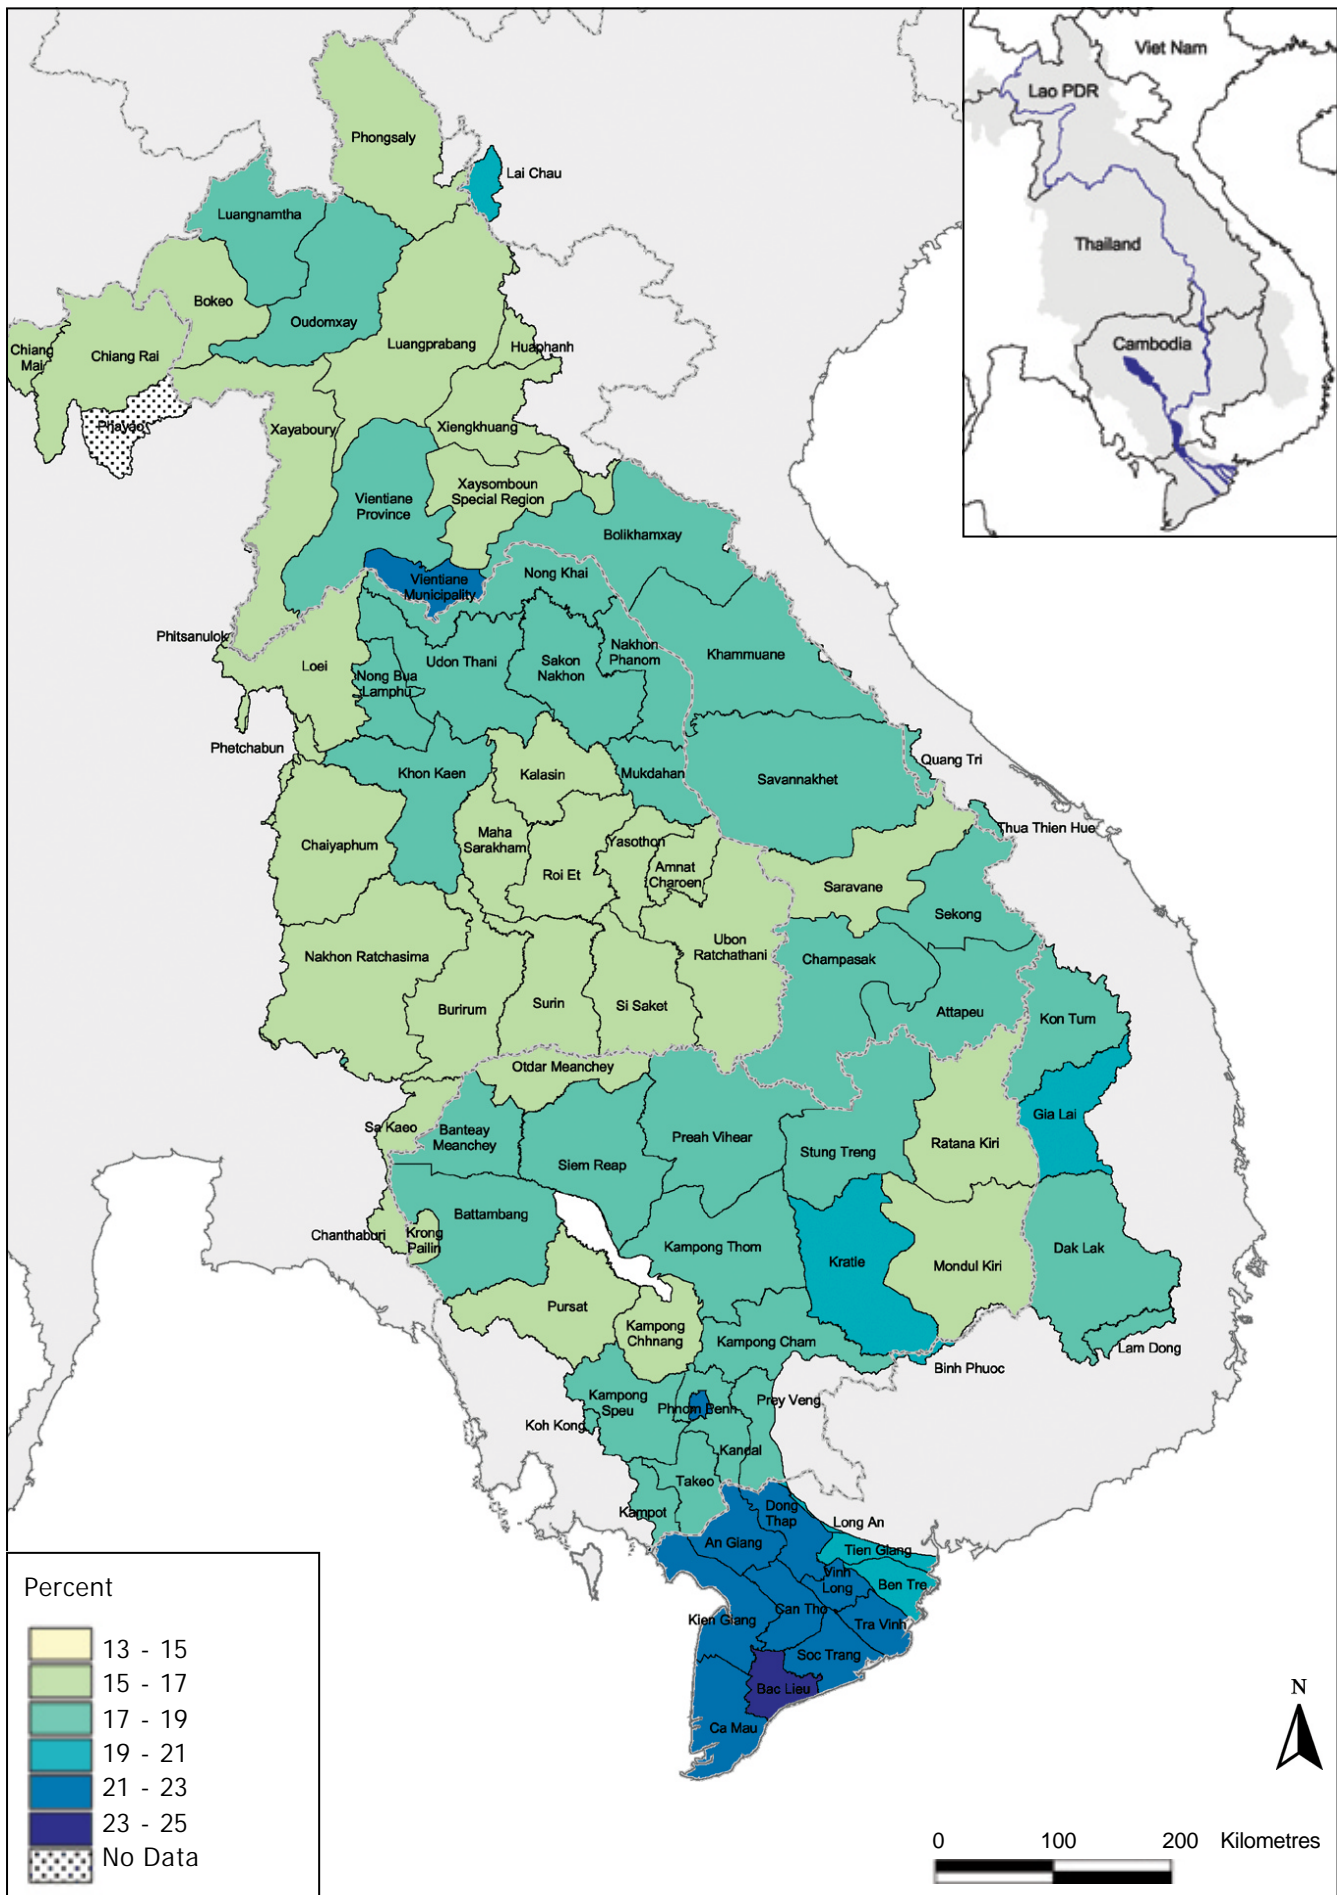 Viet Nam
Lao PDR
Thailand
Cambodia
Phongsaly
Lai Chau
Luangnamtha
Bokeo
Oudomxay
Luangprabang
Huaphanh
Chiang
Mai
Chiang Rai
Phayao
Xayaboury
Xiengkhuang
Xaysomboun
Special Region
Vientiane
Province
Bolikhamxay
Vientiane
Municipality
Nong Khai
Phitsanulok
Loei
Nong Bua
Lamphu
Udon Thani
Sakon
Nakhon
Nakhon
Phanom
Khammuane
Phetchabun
Khon Kaen
Kalasin
Mukdahan
Savannakhet
Quang Tri
Thua Thien Hue
Chaiyaphum
Maha
Sarakham
Roi Et
Yasothon
Amnat
Charoen
Saravane
Sekong
Nakhon Ratchasima
Ubon
Ratchathani
Champasak
Burirum
Surin
Si Saket
Attapeu
Kon Tum
Otdar Meanchey
Gia Lai
Sa Kaeo
Banteay
Meanchey
Siem Reap
Preah Vihear
Stung Treng
Ratana Kiri
Chanthaburi
Krong
Pailin
Battambang
Kampong Thom
Kratie
Mondul Kiri
Dak Lak
Pursat
Kampong
Chhnang
Kampong Cham
Lam Dong
Binh Phuoc
Kampong
Speu
Phnom Penh
Prey Veng
Koh Kong
Kandal
Takeo
Kampot
Dong
Thap
Long An
An Giang
Tien Giang
Vinh
Long
Ben Tre
Can Tho
Kien Giang
Tra Vinh
Soc Trang
Bac Lieu
Ca Mau
Percent
13 - 15
15 - 17
17 - 19
19 - 21
21 - 23
23 - 25
No Data
N
0 100 200 Kilometres